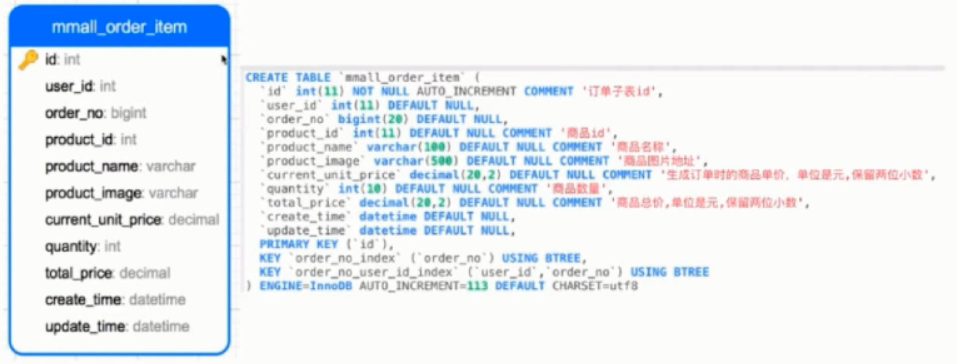 mmall_order_item
id: int
user_id: int
order_no: bigint
product_id: int
product_name: varchar
product_image: varchar
current_unit_price: decimal
quantity: int
total_price: decimal
create_time: datetime
update_time: datetime
CREATE TABLE `mmall_order_item` (
`id` int(11) NOT NULL AUTO_INCREMENT COMMENT '订单子表id',
`user_id` int(11) DEFAULT NULL,
`order_no` bigint(20) DEFAULT NULL,
`product_id` int(11) DEFAULT NULL COMMENT '商品id',
`product_name` varchar(100) DEFAULT NULL COMMENT '商品名称',
`product_image` varchar(500) DEFAULT NULL COMMENT '商品图片地址',
`current_unit_price` decimal(20,2) DEFAULT NULL COMMENT '生成订单时的商品单价, 单位是元,保留两位小数',
`quantity` int(10) DEFAULT NULL COMMENT '商品数量',
`total_price` decimal(20,2) DEFAULT NULL COMMENT '商品总价,单位是元,保留两位小数',
`create_time` datetime DEFAULT NULL,
`update_time` datetime DEFAULT NULL,
PRIMARY KEY (`id`),
KEY `order_no_index` (`order_no`) USING BTREE,
KEY `order_no_user_id_index` (`user_id`,`order_no`) USING BTREE
) ENGINE=InnoDB AUTO_INCREMENT=113 DEFAULT CHARSET=utf8